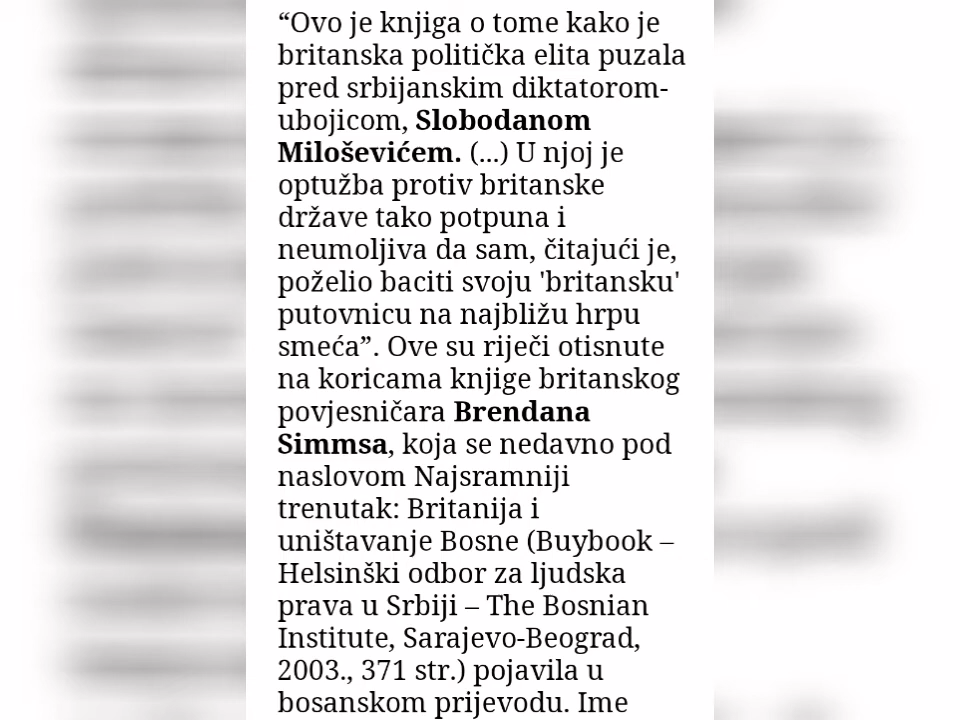 “Ovo je knjiga o tome kako je
britanska politička elita puzala
pred srbijanskim diktatorom-
ubojicom, Slobodanom
Miloševićem. (...) U njoj je
optužba protiv britanske
države tako potpuna i
neumoljiva da sam, čitajući je,
poželio baciti svoju 'britansku'
putovnicu na najbližu hrpu
smeća”. Ove su riječi otisnute
na koricama knjige britanskog
povjesničara Brendana
Simmsa, koja se nedavno pod
naslovom Najsramniji
trenutak: Britanija i
uništavanje Bosne (Buybook –
Helsinški odbor za ljudska
prava u Srbiji – The Bosnian
Institute, Sarajevo-Beograd,
2003., 371 str.) pojavila u
bosanskom prijevodu. Ime